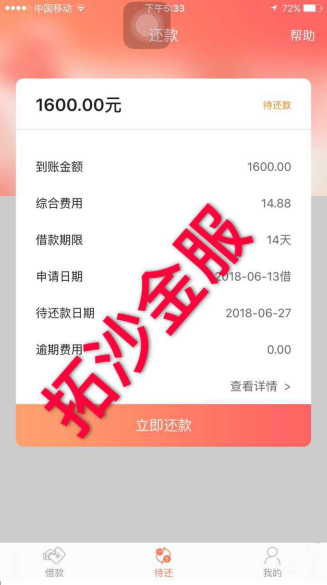 中国移动
下午5:33
72%
还款
帮助
1600.00元
待还款
到账金额
1600.00
综合费用
14.88
借款期限
14天
申请日期
2018-06-13借
待还款日期
2018-06-27
逾期费用
0.00
查看详情 >
立即还款
拓沙金服
借款
待还
我的